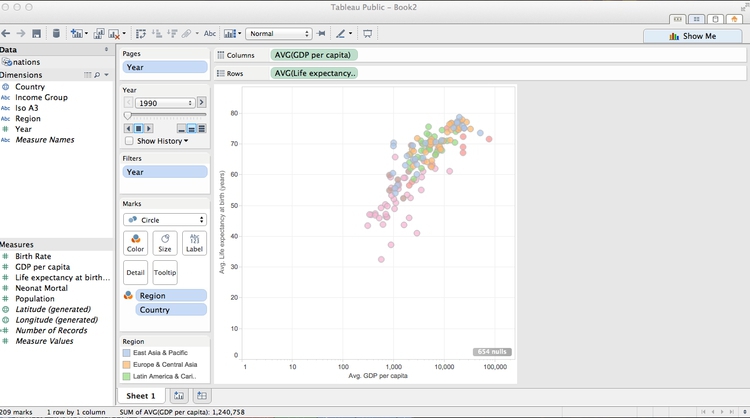 Tableau Public - Book2
Abc
Normal
Show Me
Data
nations
Dimensions
Country
Abc Income Group
Abc Iso A3
Abc Region
# Year
Abc Measure Names
Measures
# Birth Rate
# GDP per capita
# Life expectancy at birth...
# Neonat Mortal
# Population
Latitude (generated)
Longitude (generated)
Number of Records
# Measure Values
Pages
Year
Year
1990
Show History
Filters
Year
Marks
Circle
Color
Size
Abc
123
Label
Detail
Tooltip
Region
Country
Region
East Asia & Pacific
Europe & Central Asia
Latin America & Cari..
Columns
AVG(GDP per capita)
Rows
AVG(Life expectancy..
Avg. Life expectancy at birth (years)
80
70
60
50
40
30
20
10
0
654 nulls
1
10
100
1,000
10,000
100,000
Avg. GDP per capita
Sheet 1
209 marks
1 row by 1 column
SUM of AVG(GDP per capita): 1,240,758